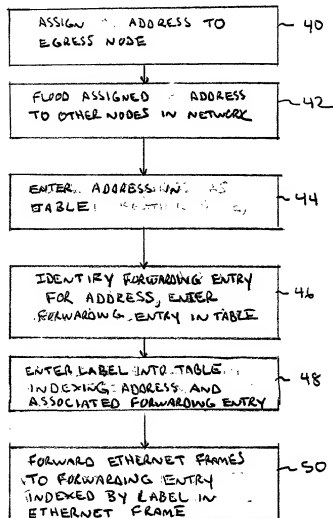 ASSIGN ADDRESS TO
EGRESS NODE
40
FLOOD ASSIGNED ADDRESS
TO OTHER NODES IN NETWORK
42
ENTER ADDRESS AS
TABLE
44
IDENTIFY FORWARDING ENTRY
FOR ADDRESS, ENTER
FORWARDING ENTRY IN TABLE
46
ENTER LABEL INTO TABLE
INDEXING ADDRESS AND
ASSOCIATED FORWARDING ENTRY
48
FORWARD ETHERNET FRAMES
TO FORWARDING ENTRY
INDEXED BY LABEL IN
ETHERNET FRAME
50